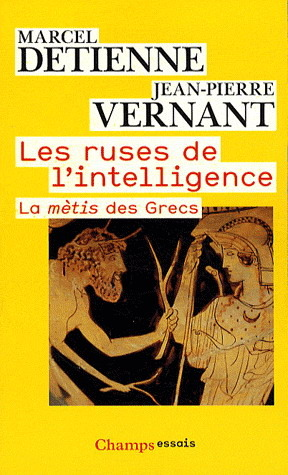 MARCEL
DETIENNE
JEAN-PIERRE
VERNANT
Les ruses de
l'intelligence
La mètis des Grecs
Champs essais